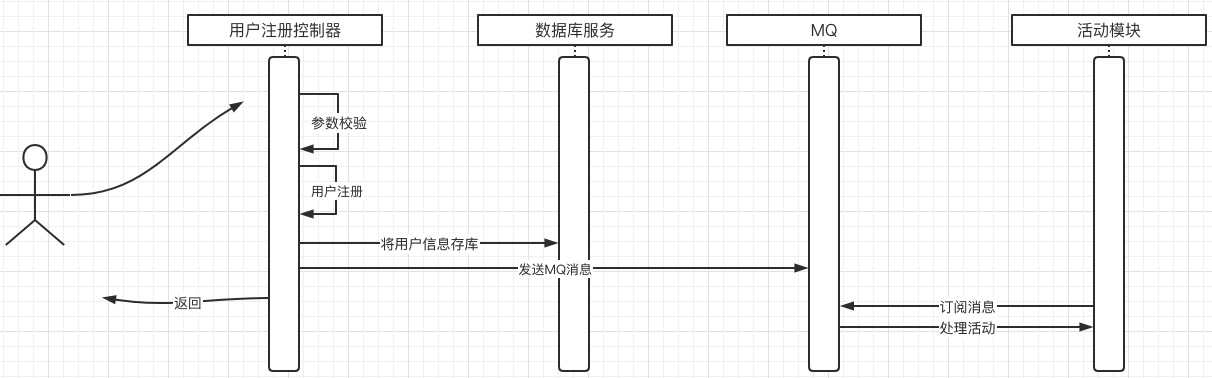 用户注册控制器
数据库服务
MQ
活动模块
参数校验
用户注册
将用户信息存库
发送MQ消息
返回
订阅消息
处理活动